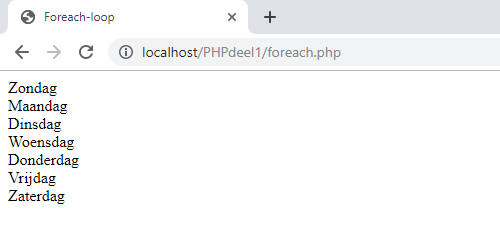 Foreach-loop
localhost/PHPdeel1/foreach.php
Zondag
Maandag
Dinsdag
Woensdag
Donderdag
Vrijdag
Zaterdag